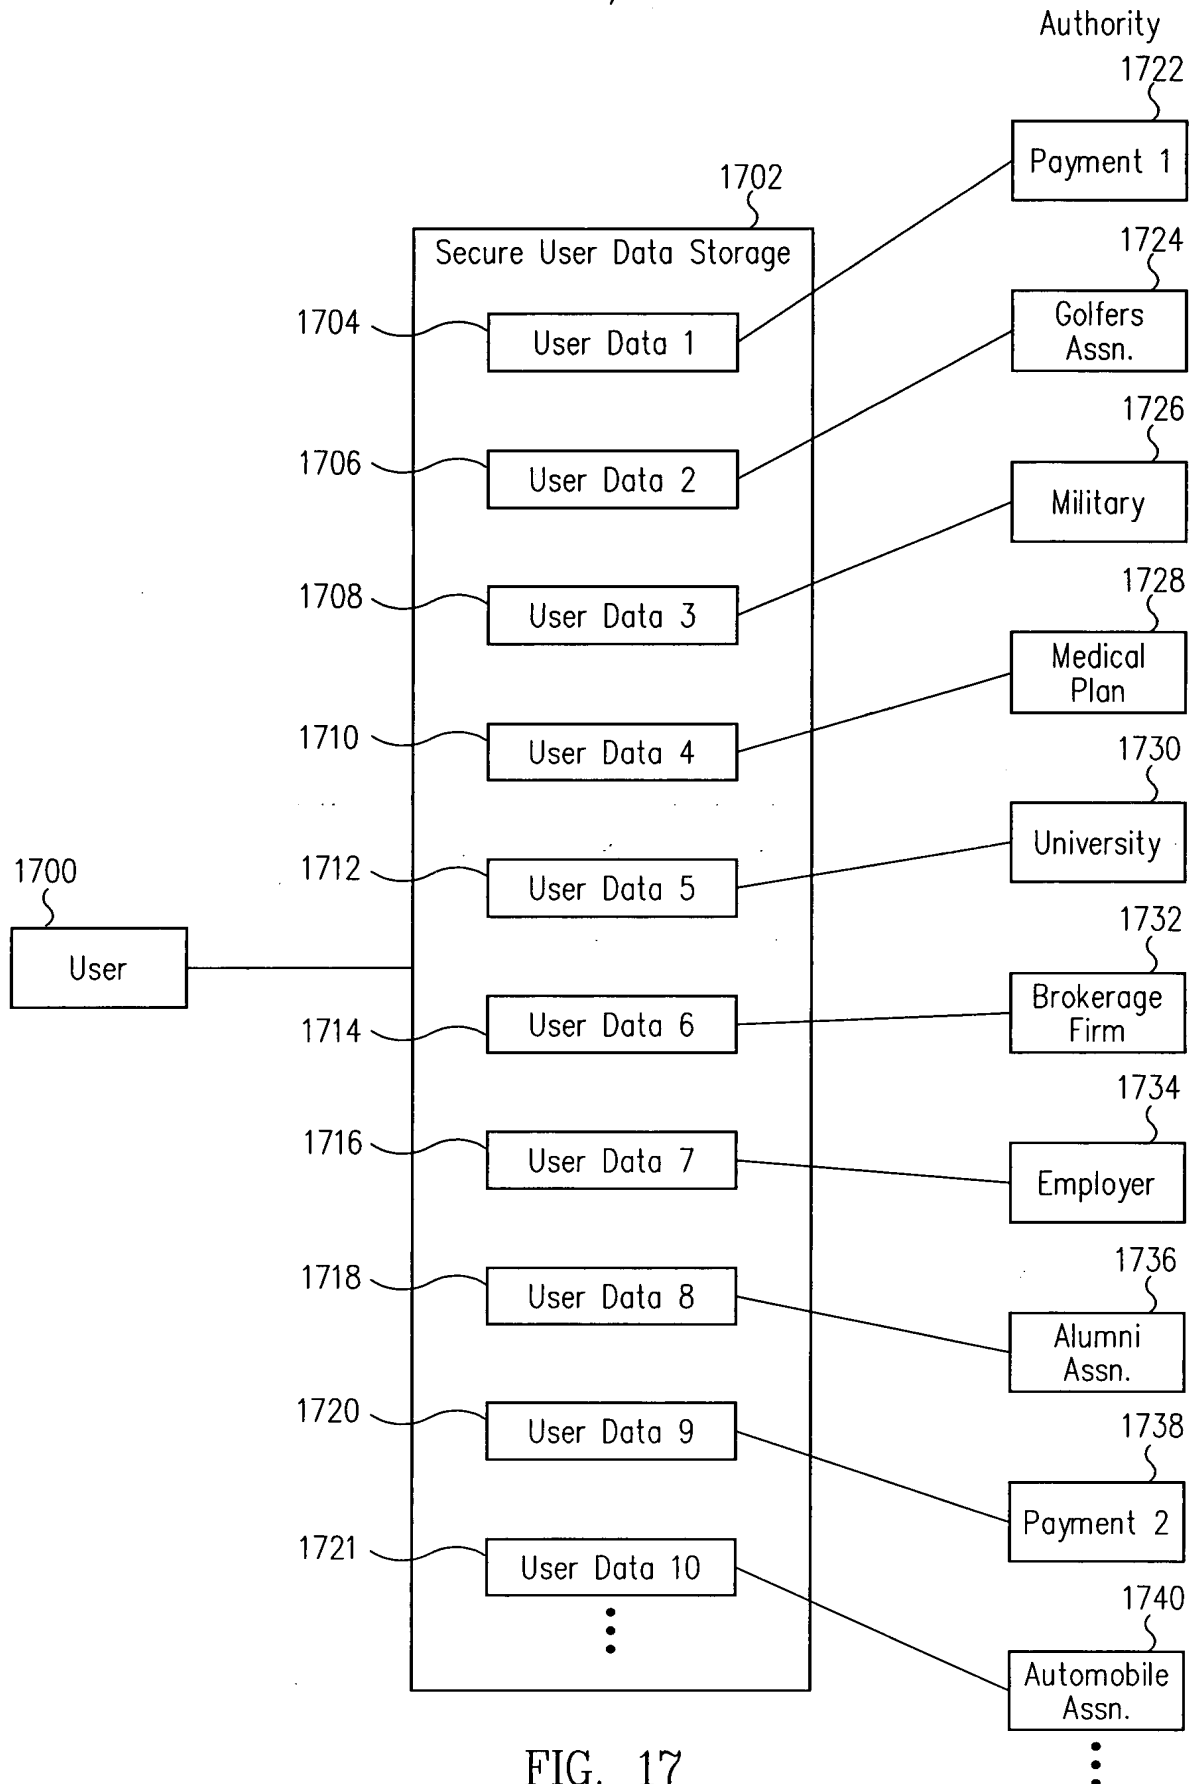 Authority
1722
Payment 1
1702
1724
Secure User Data Storage
Golfers
Assn.
1704
User Data 1
1726
1706
User Data 2
Military
1708
User Data 3
1728
Medical
Plan
1710
User Data 4
1730
1712
User Data 5
University
1700
User
1732
Brokerage
Firm
1714
User Data 6
1734
1716
User Data 7
Employer
1718
User Data 8
1736
Alumni
Assn.
1720
User Data 9
1738
Payment 2
1721
User Data 10
1740
Automobile
Assn.
FIG. 17